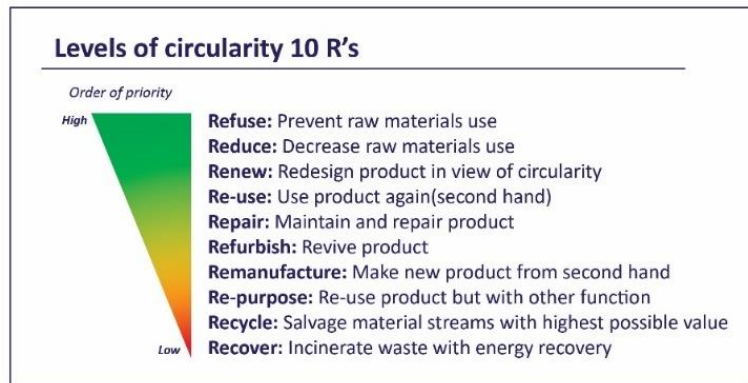 Levels of circularity 10 R's
Order of priority
High
Refuse: Prevent raw materials use
Reduce: Decrease raw materials use
Renew: Redesign product in view of circularity
Re-use: Use product again(second hand)
Repair: Maintain and repair product
Refurbish: Revive product
Remanufacture: Make new product from second hand
Re-purpose: Re-use product but with other function
Recycle: Salvage material streams with highest possible value
Low
Recover: Incinerate waste with energy recovery